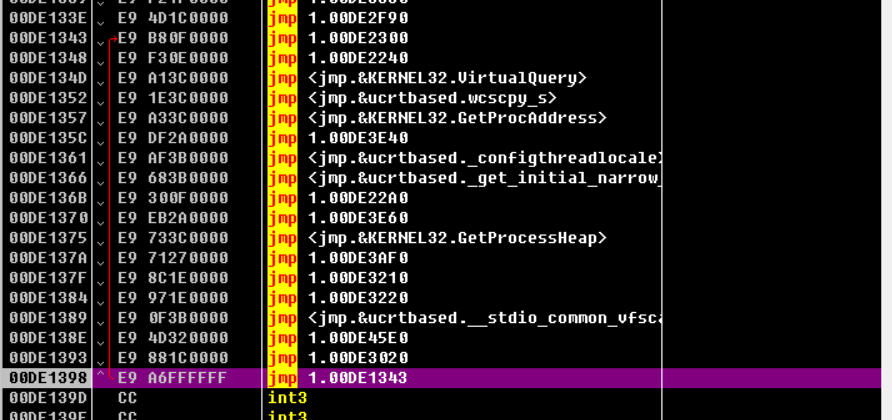 00DE133E E9 4D1C0000 jmp 1.00DE2F90
00DE1343 E9 B80F0000 jmp 1.00DE2300
00DE1348 E9 F30E0000 jmp 1.00DE2240
00DE134D E9 A13C0000 jmp <jmp.&KERNEL32.VirtualQuery>
00DE1352 E9 1E3C0000 jmp <jmp.&ucrtbased.wcscpy_s>
00DE1357 E9 A33C0000 jmp <jmp.&KERNEL32.GetProcAddress>
00DE135C E9 DF2A0000 jmp 1.00DE3E40
00DE1361 E9 AF3B0000 jmp <jmp.&ucrtbased._configthreadlocale>
00DE1366 E9 683B0000 jmp <jmp.&ucrtbased._get_initial_narrow_
00DE136B E9 300F0000 jmp 1.00DE22A0
00DE1370 E9 EB2A0000 jmp 1.00DE3E60
00DE1375 E9 733C0000 jmp <jmp.&KERNEL32.GetProcessHeap>
00DE137A E9 71270000 jmp 1.00DE3AF0
00DE137F E9 8C1E0000 jmp 1.00DE3210
00DE1384 E9 971E0000 jmp 1.00DE3220
00DE1389 E9 0F3B0000 jmp <jmp.&ucrtbased.__stdio_common_vfsca
00DE138E E9 4D320000 jmp 1.00DE45E0
00DE1393 E9 881C0000 jmp 1.00DE3020
00DE1398 E9 A6FFFFFF jmp 1.00DE1343
00DE139D CC int3
00DE139E CC int3